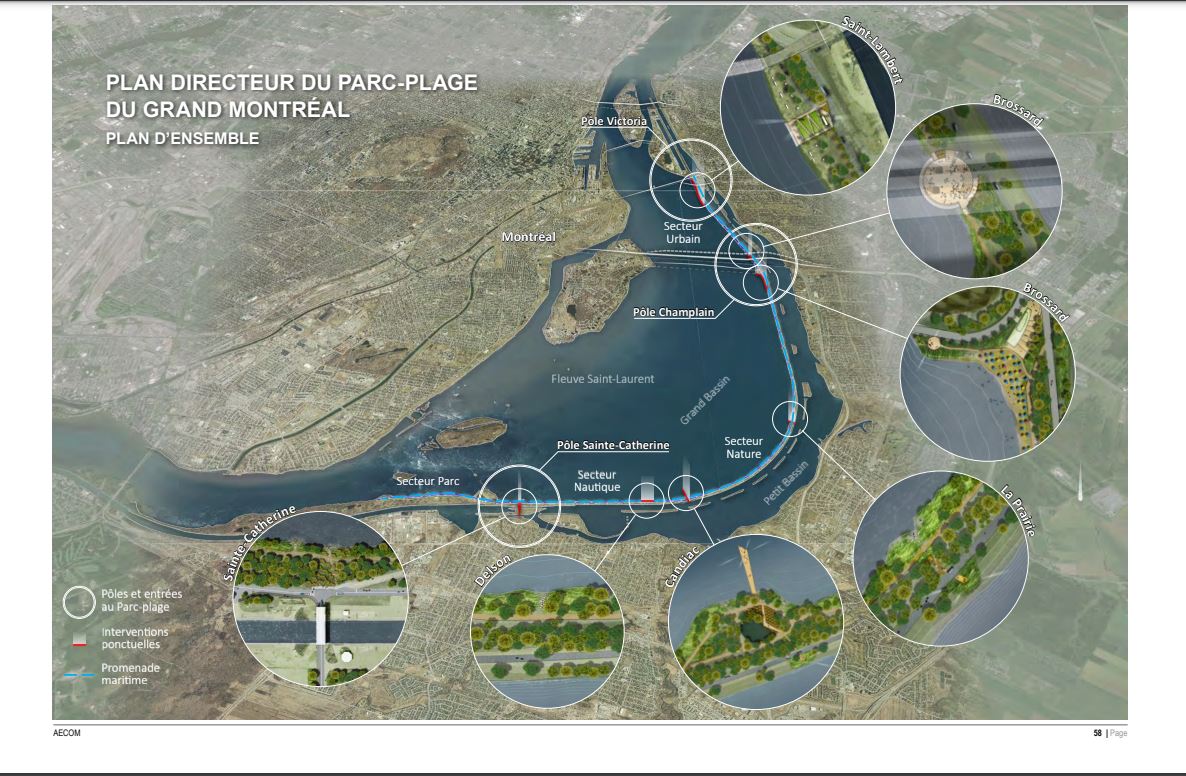 PLAN DIRECTEUR DU PARC-PLAGE
DU GRAND MONTRÉAL
PLAN D'ENSEMBLE
Saint-Lambert
Brossard
Pôle Victoria
Secteur
Urbain
Montréal
Brossard
Pôle Champlain
Fleuve Saint-Laurent
Grand Bassin
Pôle Sainte-Catherine
Secteur
Nature
Secteur
Nautique
Secteur Parc
Petit Bassin
La Prairie
Sainte-Catherine
Delson
Candiac
Pôles et entrées
au Parc-plage
Interventions
ponctuelles
Promenade
maritime
AECOM
58 | Page